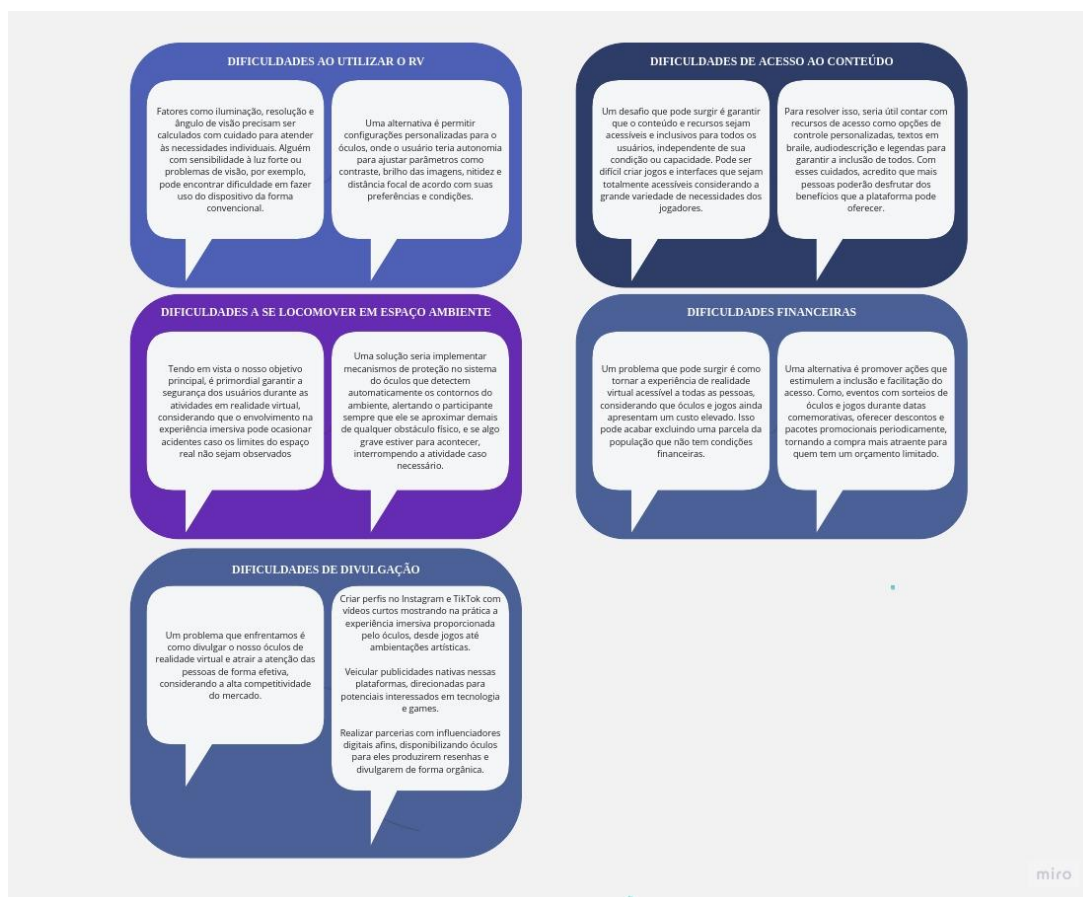 DIFICULDADES AO UTILIZAR O RV
Fatores como iluminação, resolução e
ângulo de visão precisam ser
calculados com cuidado para atender
às necessidades individuais. Alguém
com sensibilidade à luz forte ou
problemas de visão, por exemplo,
pode encontrar dificuldade em fazer
uso do dispositivo da forma
convencional.
Uma alternativa é permitir
configurações personalizadas para o
óculos, onde o usuário teria autonomia
para ajustar parâmetros como
contraste, brilho das imagens, nitidez e
distância focal de acordo com suas
preferências e condições.
DIFICULDADES DE ACESSO AO CONTEÚDO
Um desafio que pode surgir é garantir
que o conteúdo e recursos sejam
acessíveis e inclusivos para todos os
usuários, independente de sua
condição ou capacidade. Pode ser
difícil criar jogos e interfaces que sejam
totalmente acessíveis considerando a
grande variedade de necessidades dos
jogadores.
Para resolver isso, seria útil contar com
recursos de acesso como opções de
controle personalizadas, textos em
braile, audiodescrição e legendas para
garantir a inclusão de todos. Com
esses cuidados, acredito que mais
pessoas poderão desfrutar dos
benefícios que a plataforma pode
oferecer.
DIFICULDADES A SE LOCOMOVER EM ESPAÇO AMBIENTE
Tendo em vista o nosso objetivo
principal, é primordial garantir a
segurança dos usuários durante as
atividades em realidade virtual,
considerando que o envolvimento na
experiência imersiva pode ocasionar
acidentes caso os limites do espaço
real não sejam observados
Uma solução seria implementar
mecanismos de proteção no sistema
do óculos que detectem
automaticamente os contornos do
ambiente, alertando o participante
sempre que ele se aproximar demais
de qualquer obstáculo físico, e se algo
grave estiver para acontecer,
interrompendo a atividade caso
necessário.
DIFICULDADES FINANCEIRAS
Um problema que pode surgir é como
tornar a experiência de realidade
virtual acessível a todas as pessoas,
considerando que óculos e jogos ainda
apresentam um custo elevado. Isso
pode acabar excluindo uma parcela da
população que não tem condições
financeiras.
Uma alternativa é promover ações que
estimulem a inclusão e facilitação do
acesso. Como, eventos com sorteios de
óculos e jogos durante datas
comemorativas, oferecer descontos e
pacotes promocionais periodicamente,
tornando a compra mais atraente para
quem tem um orçamento limitado.
DIFICULDADES DE DIVULGAÇÃO
Um problema que enfrentamos é
como divulgar o nosso óculos de
realidade virtual e atrair a atenção das
pessoas de forma efetiva,
considerando a alta competitividade
do mercado.
Criar perfis no Instagram e TikTok com
vídeos curtos mostrando na prática a
experiência imersiva proporcionada
pelo óculos, desde jogos até
ambientações artísticas.
Veicular publicidades nativas nessas
plataformas, direcionadas para
potenciais interessados em tecnologia
e games.
Realizar parcerias com influenciadores
digitais afins, disponibilizando óculos
para eles produzirem resenhas e
divulgarem de forma orgânica.
miro